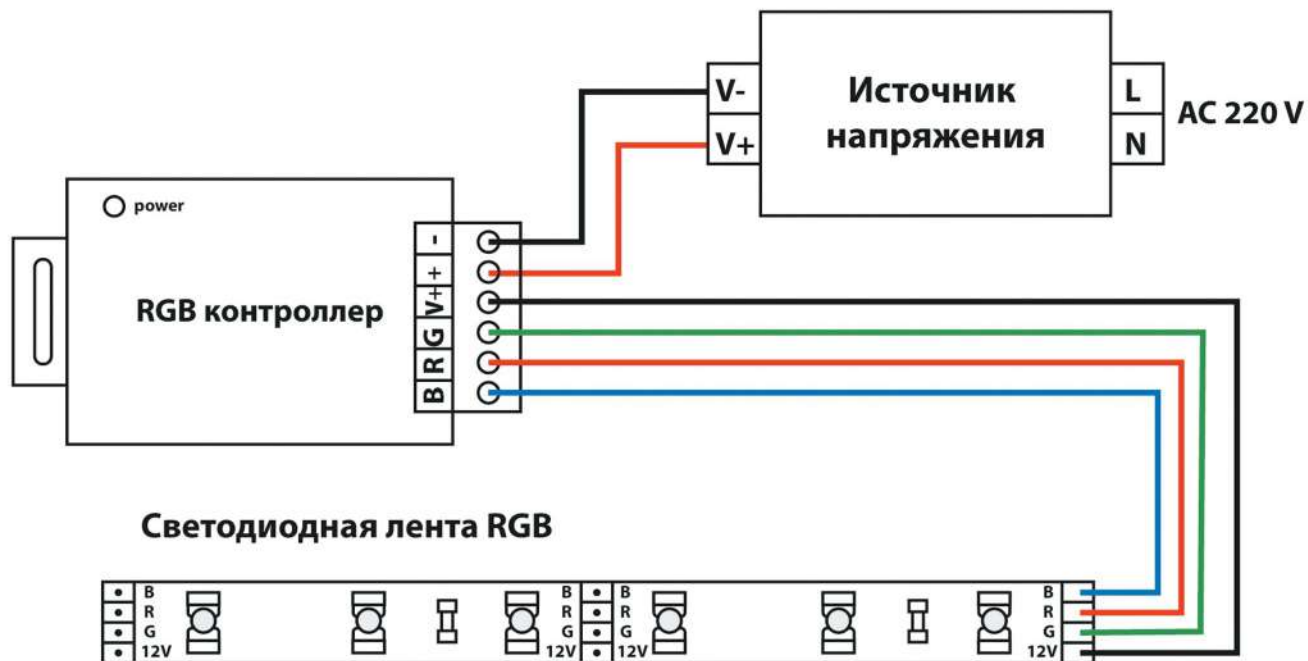 V-
V+
Источник
напряжения
L
N
AC 220 V
power
RGB контроллер
-
+
V+
G
R
B
Светодиодная лента RGB
B
R
G
12V
B
R
G
12V
B
R
G
12V
B
R
G
12V